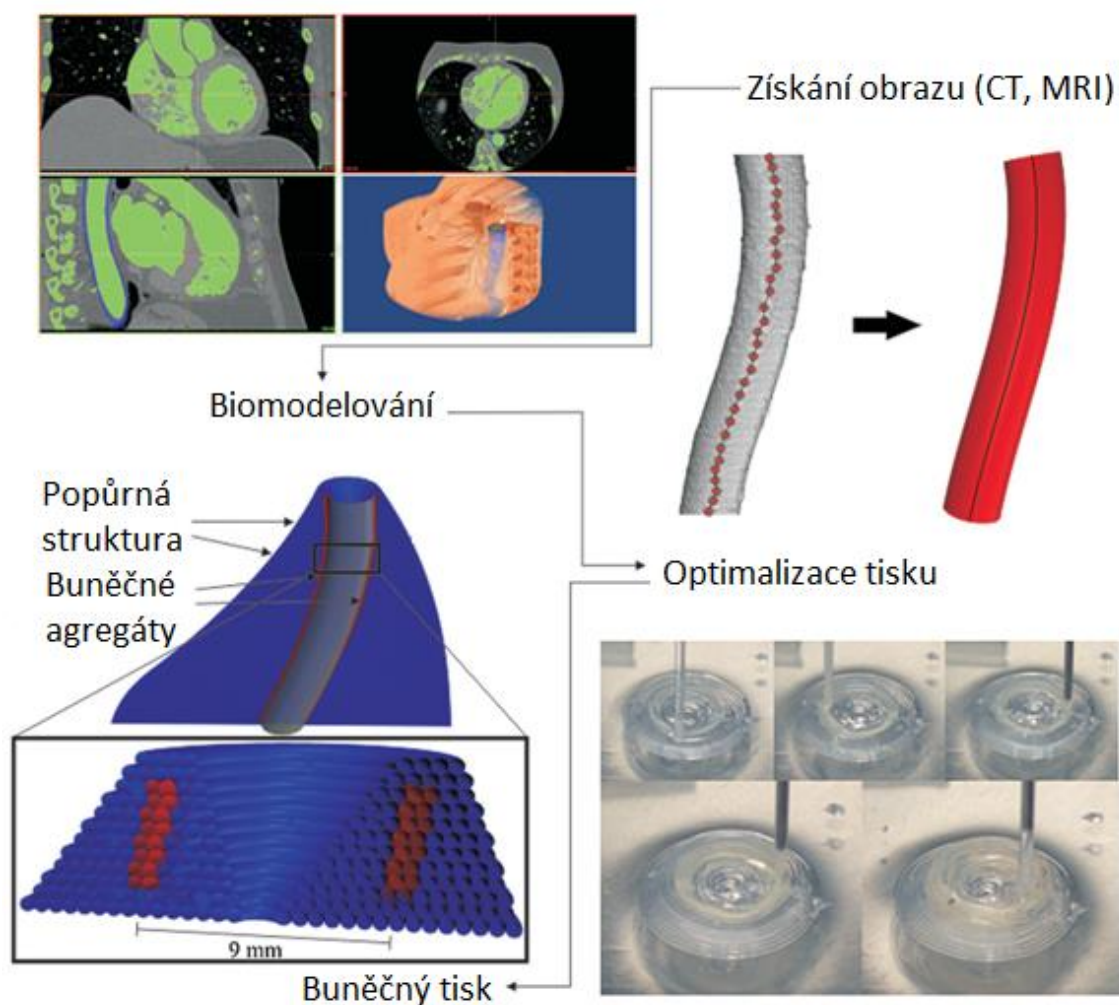 Získání obrazu (CT, MRI)
Biomodelování
Popůrná
struktura
Buněčné
agregáty
Optimalizace tisku
9 mm
Buněčný tisk